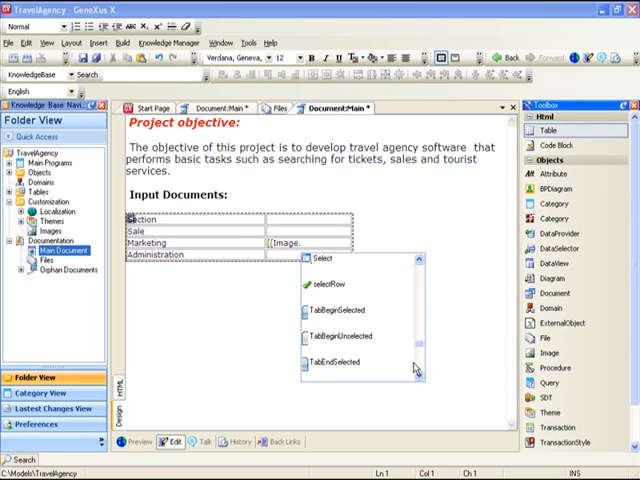 TravelAgency - GeneXus X
Normal
File Edit View Layout Insert Build Knowledge Manager Window Tools Help
Verdana, Geneva, 12 B I U Back Forward
KnowledgeBase Search
English
Knowledge Base Navi...
Folder View
Quick Access
TravelAgency
Main Programs
Objects
Domains
Tables
Customization
Localization
Themes
Images
Documentation
Main Document
Files
Orphan Documents
Folder View
Category View
Lastest Changes View
Preferences
Start Page Document:Main * Files Document:Main *
Project objective:
The objective of this project is to develop travel agency software that
performs basic tasks such as searching for tickets, sales and tourist
services.
Input Documents:
Sale
Marketing [[Image.
Administration
Select
selectRow
TabBeginSelected
TabBeginUnselected
TabEndSelected
HTML
Design
Preview Edit Talk History Back Links
Toolbox
Html
Table
Code Block
Objects
Attribute
BPDiagram
Category
Category
DataProvider
DataSelector
DataView
Diagram
Document
Domain
ExternalObject
File
Image
Procedure
Query
SDT
Theme
Transaction
TransactionStyle
Search
C:\Models\TravelAgency\ Ln 1 Col 1 Ch 1 INS